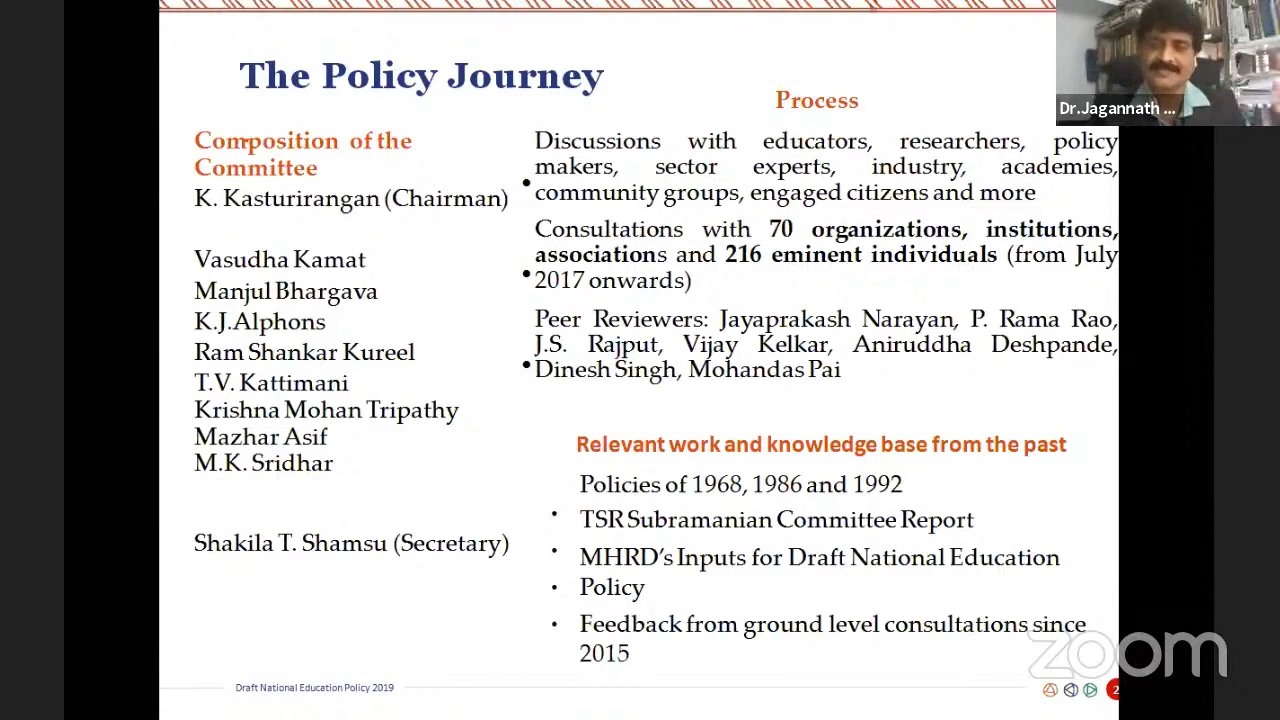 The Policy Journey
Composition of the
Committee
K. Kasturirangan (Chairman)
Vasudha Kamat
Manjul Bhargava
K.J.Alphons
Ram Shankar Kureel
T.V. Kattimani
Krishna Mohan Tripathy
Mazhar Asif
M.K. Sridhar
Shakila T. Shamsu (Secretary)
Process
Discussions with educators, researchers, policy
makers, sector experts, industry, academies,
• community groups, engaged citizens and more
Consultations with 70 organizations, institutions,
associations and 216 eminent individuals (from July
• 2017 onwards)
Peer Reviewers: Jayaprakash Narayan, P. Rama Rao,
J.S. Rajput, Vijay Kelkar, Aniruddha Deshpande,
• Dinesh Singh, Mohandas Pai
Relevant work and knowledge base from the past
Policies of 1968, 1986 and 1992
• TSR Subramanian Committee Report
• MHRD's Inputs for Draft National Education
• Policy
• Feedback from ground level consultations since
2015
Draft National Education Policy 2019
2
Dr.Jagannath ...
zoom